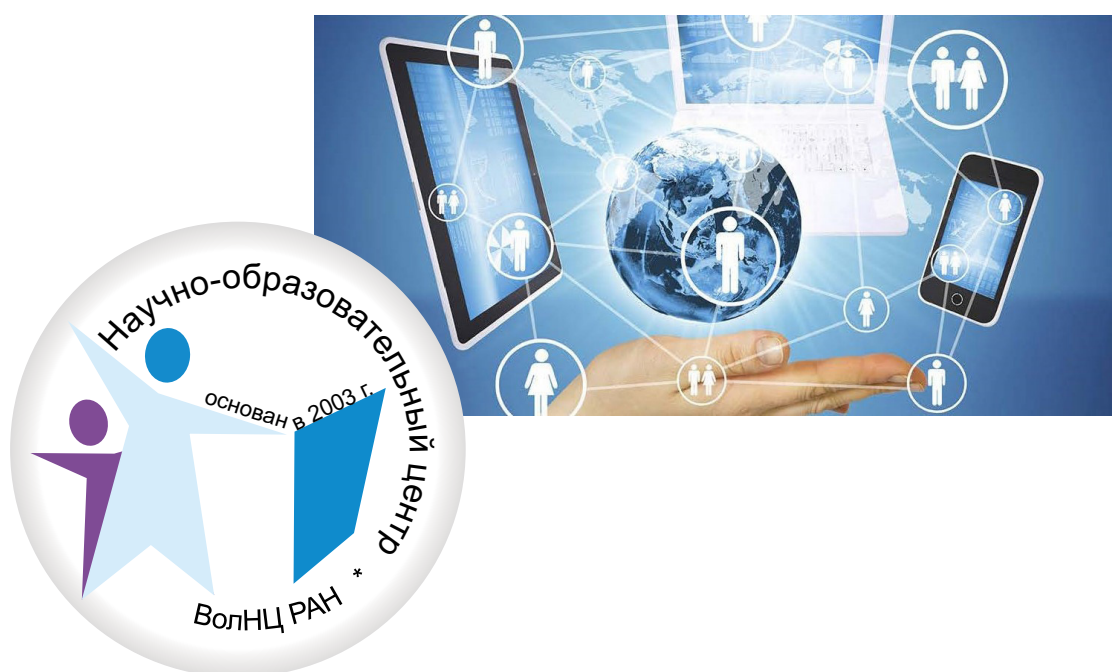 Научно-образовательный центр
основан в 2003 г.
ВолНЦ РАН *